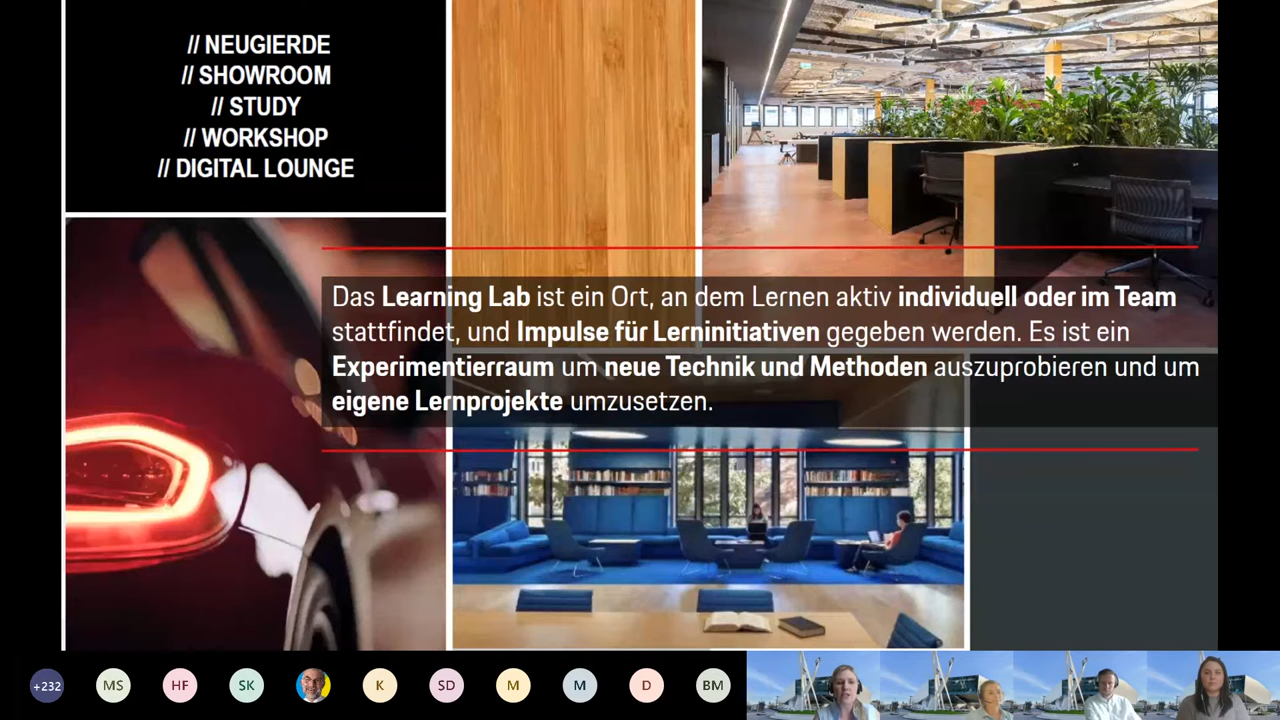 // NEUGIERDE
// SHOWROOM
// STUDY
// WORKSHOP
// DIGITAL LOUNGE
Das Learning Lab ist ein Ort, an dem Lernen aktiv individuell oder im Team
stattfindet, und Impulse für Lerninitiativen gegeben werden. Es ist ein
Experimentierraum um neue Technik und Methoden auszuprobieren und um
eigene Lernprojekte umzusetzen.
+232 MS HF SK K SD M M D BM